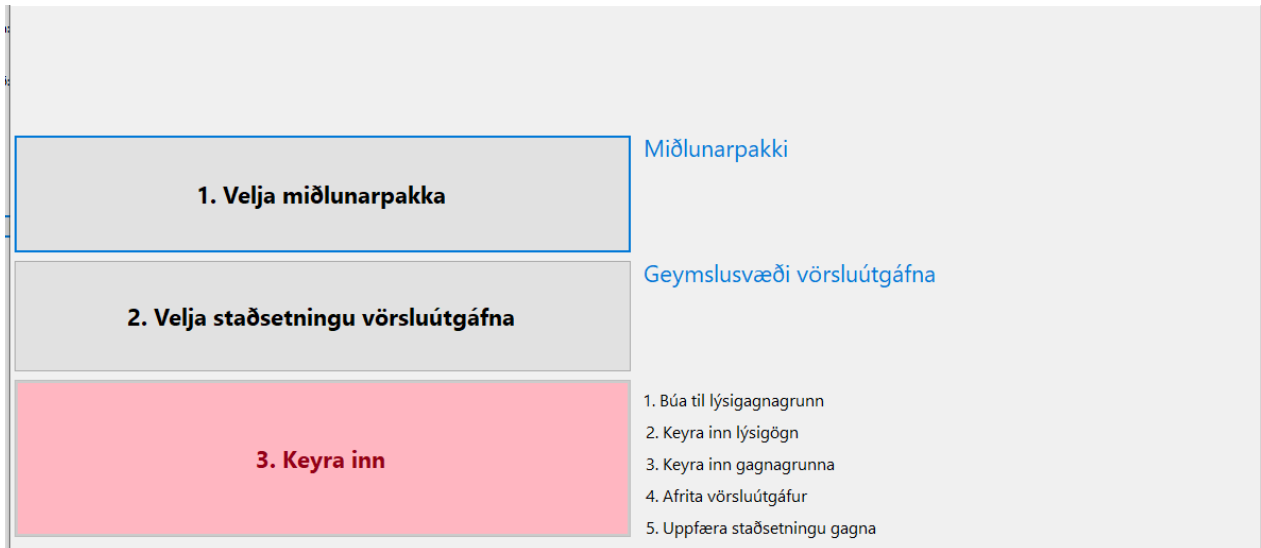 Miðlunarpakki
1. Velja miðlunarpakka
Geymslusvæði vörsluútgáfna
2. Velja staðsetningu vörsluútgáfna
3. Keyra inn
1. Búa til lýsigagnagrunn
2. Keyra inn lýsigögn
3. Keyra inn gagnagrunna
4. Afrita vörsluútgáfur
5. Uppfæra staðsetningu gagna